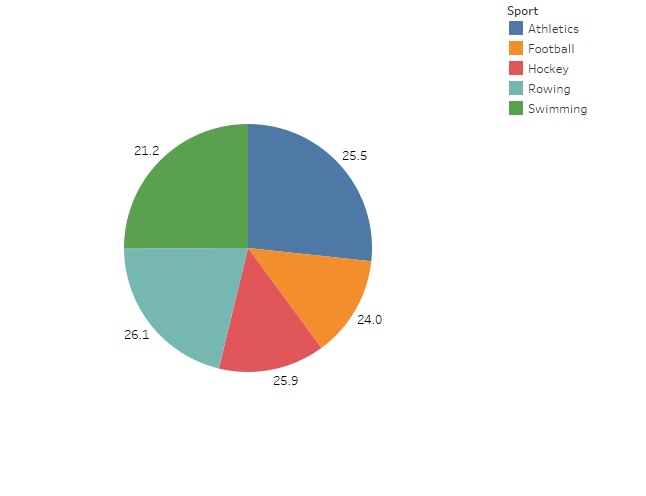 Sport
Athletics
Football
Hockey
Rowing
Swimming
21.2
25.5
24.0
26.1
25.9